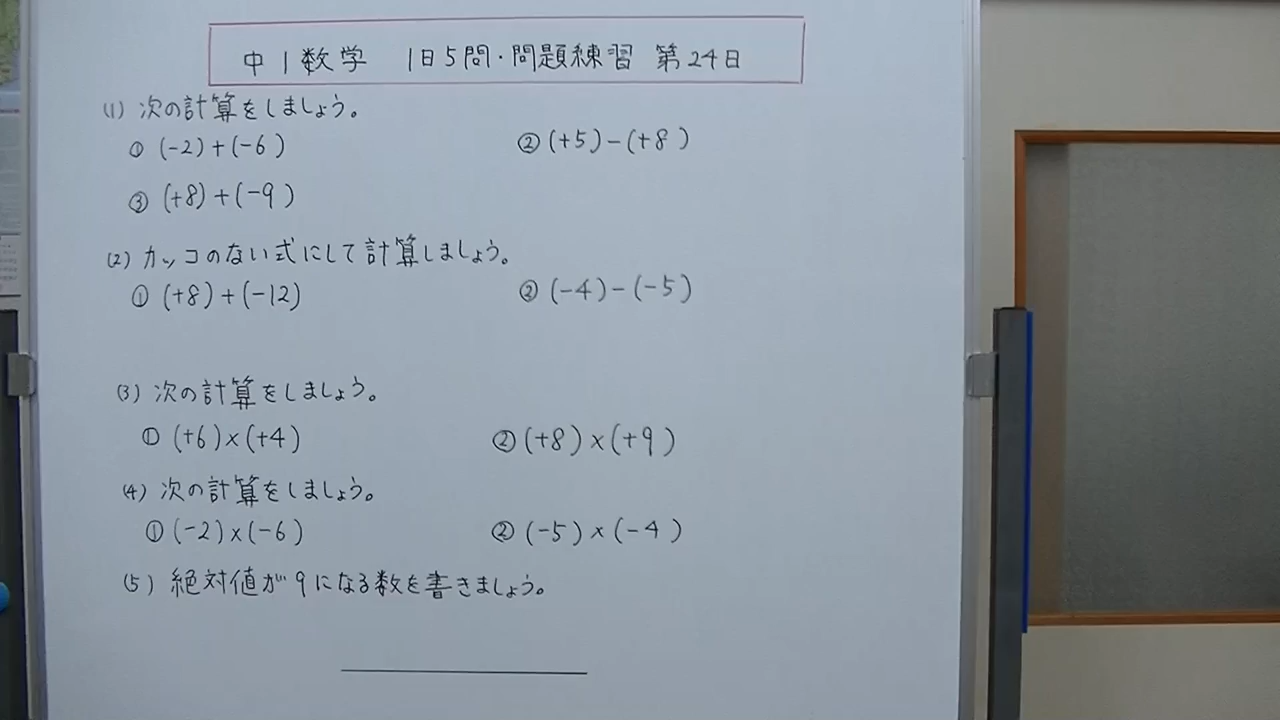 中1数学 1日5問・問題練習 第24日
(1) 次の計算をしましょう。
① (-2)+(-6) ② (+5)-(+8)
③ (+8)+(-9)
(2) カッコのない式にして計算しましょう。
① (+8)+(-12) ② (-4)-(-5)
(3) 次の計算をしましょう。
① (+6)×(+4) ② (+8)×(+9)
(4) 次の計算をしましょう。
① (-2)×(-6) ② (-5)×(-4)
(5) 絶対値が9になる数を書きましょう。